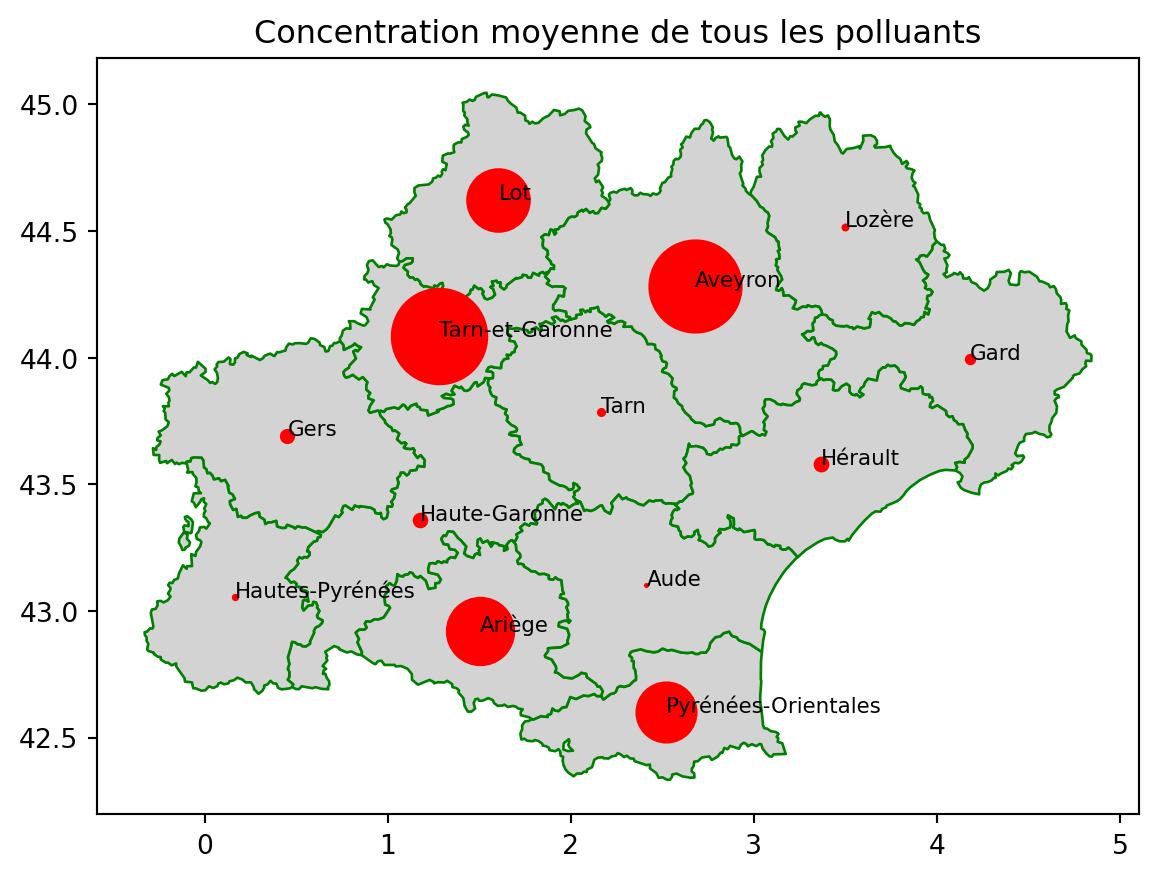 Concentration moyenne de tous les polluants
45.0
44.5
44.0
43.5
43.0
42.5
Lot
Lozère
Aveyron
Tarn-et-Garonne
Gard
Tarn
Gers
Hérault
Haute-Garonne
Aude
Hautes-Pyrénées
Ariège
Pyrénées-Orientales
0 1 2 3 4 5